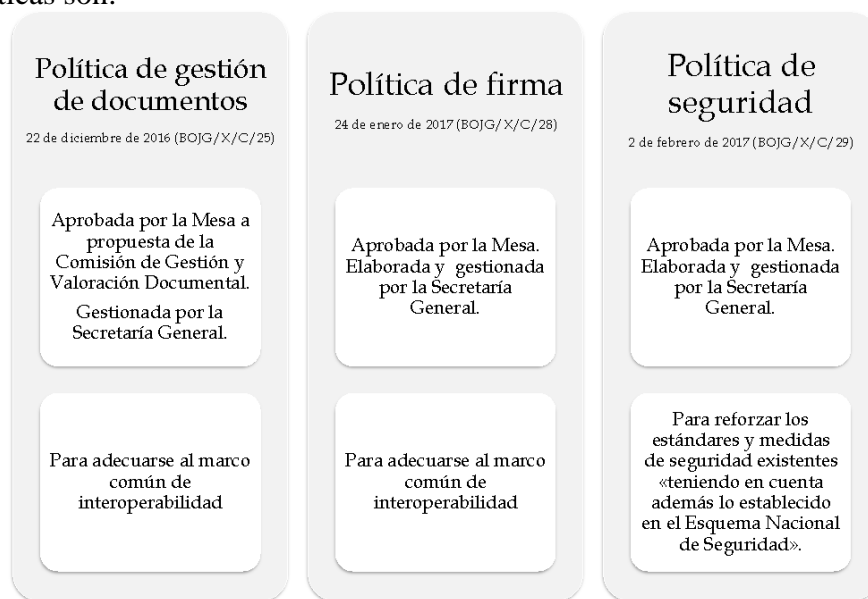 ticas son:
Política de gestión
de documentos
22 de diciembre de 2016 (BOJG/X/C/25)
Aprobada por la Mesa a
propuesta de la
Comisión de Gestión y
Valoración Documental.
Gestionada por la
Secretaría General.
Para adecuarse al marco
común de
interoperabilidad
Política de firma
24 de enero de 2017 (BOJG/X/C/28)
Aprobada por la Mesa.
Elaborada y gestionada
por la Secretaría
General.
Para adecuarse al marco
común de
interoperabilidad
Política de
seguridad
2 de febrero de 2017 (BOJG/X/C/29)
Aprobada por la Mesa.
Elaborada y gestionada
por la Secretaría
General.
Para reforzar los
estándares y medidas
de seguridad existentes
«teniendo en cuenta
además lo establecido
en el Esquema Nacional
de Seguridad».